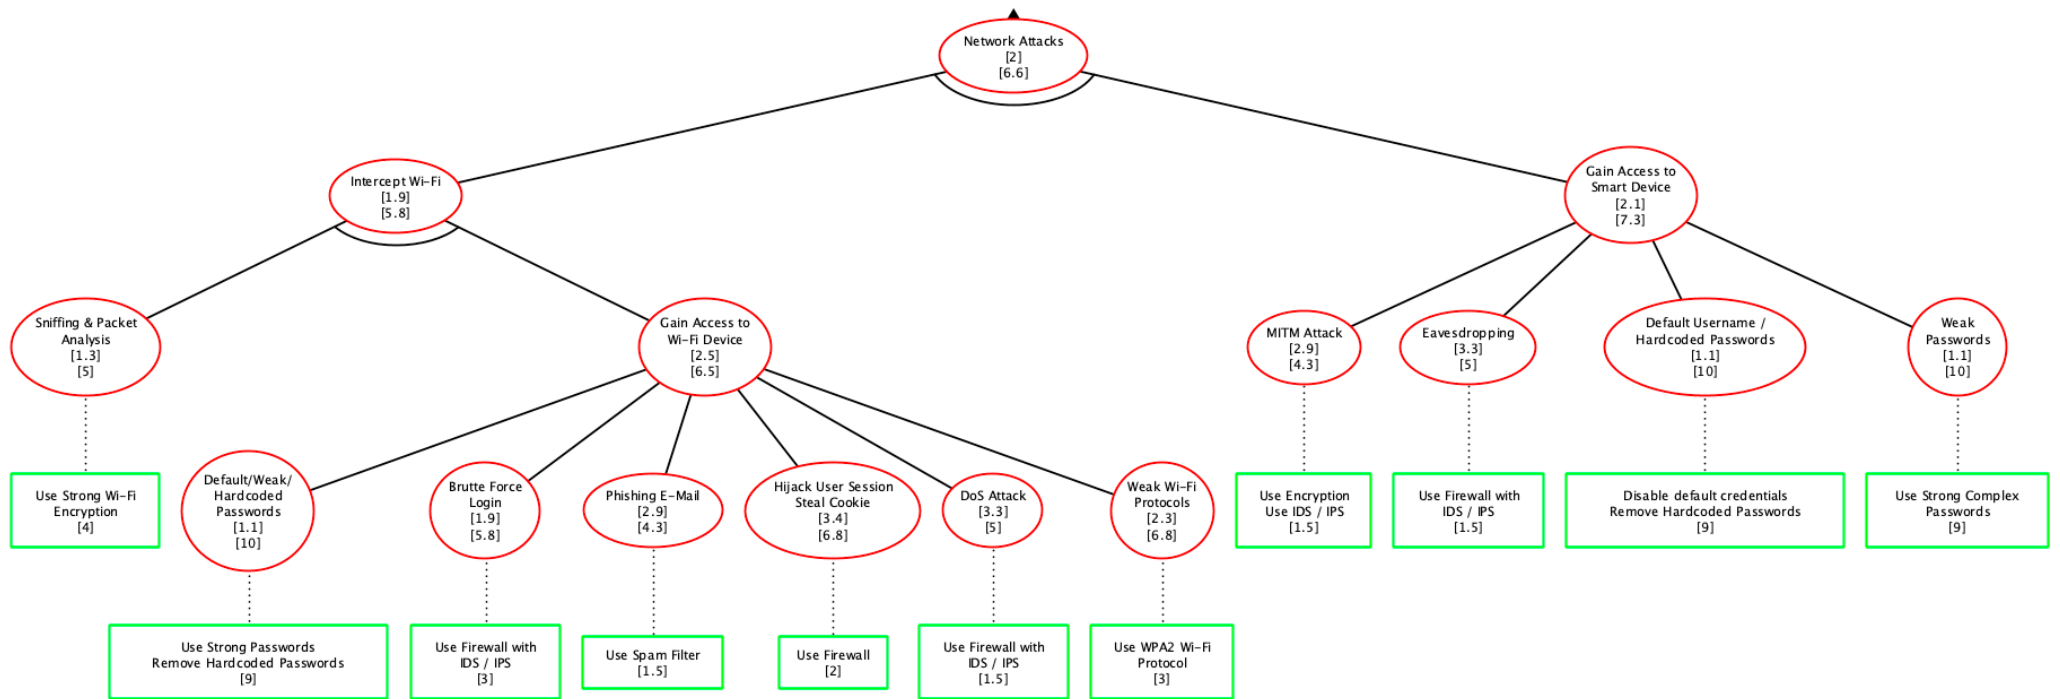 Network Attacks
[2]
[6.6]
Intercept Wi-Fi
[1.9]
[5.8]
Gain Access to
Smart Device
[2.1]
[7.3]
Sniffing & Packet
Analysis
[1.3]
[5]
Gain Access to
Wi-Fi Device
[2.5]
[6.5]
MITM Attack
[2.9]
[4.3]
Eavesdropping
[3.3]
[5]
Default Username /
Hardcoded Passwords
[1.1]
[10]
Weak
Passwords
[1.1]
[10]
Use Strong Wi-Fi
Encryption
[4]
Default/Weak/
Hardcoded
Passwords
[1.1]
[10]
Brutte Force
Login
[1.9]
[5.8]
Phishing E-Mail
[2.9]
[4.3]
Hijack User Session
Steal Cookie
[3.4]
[6.8]
DoS Attack
[3.3]
[5]
Weak Wi-Fi
Protocols
[2.3]
[6.8]
Use Encryption
Use IDS / IPS
[1.5]
Use Firewall with
IDS / IPS
[1.5]
Disable default credentials
Remove Hardcoded Passwords
[9]
Use Strong Complex
Passwords
[9]
Use Strong Passwords
Remove Hardcoded Passwords
[9]
Use Firewall with
IDS / IPS
[3]
Use Spam Filter
[1.5]
Use Firewall
[2]
Use Firewall with
IDS / IPS
[1.5]
Use WPA2 Wi-Fi
Protocol
[3]